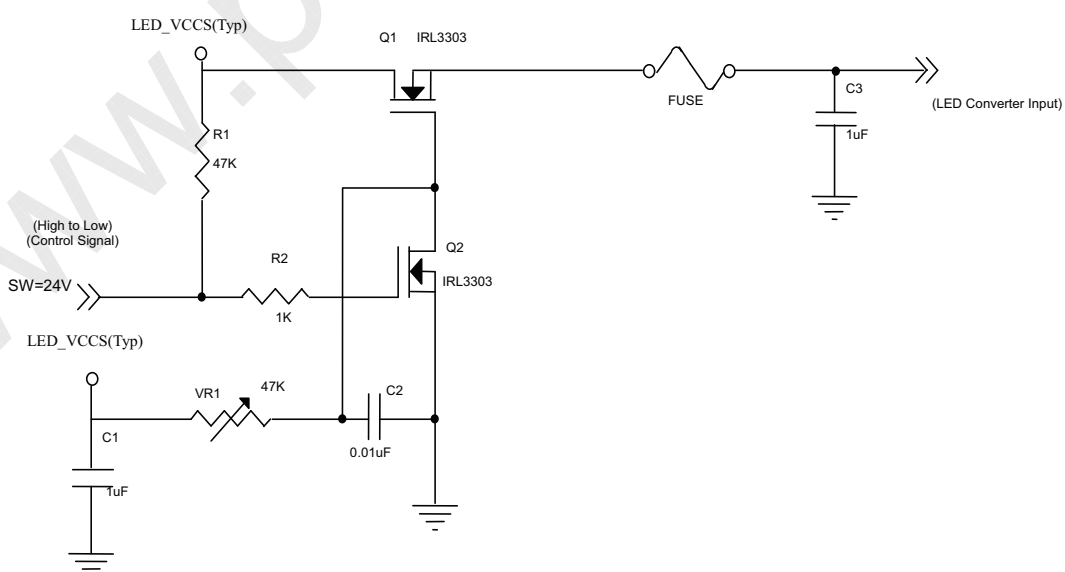 LED_VCCS(Typ)
Q1 IRL3303
FUSE
C3
1uF
(LED Converter Input)
R1
47K
(High to Low)
(Control Signal)
SW=24V
R2
1K
Q2
IRL3303
LED_VCCS(Typ)
VR1
47K
C2
0.01uF
C1
1uF